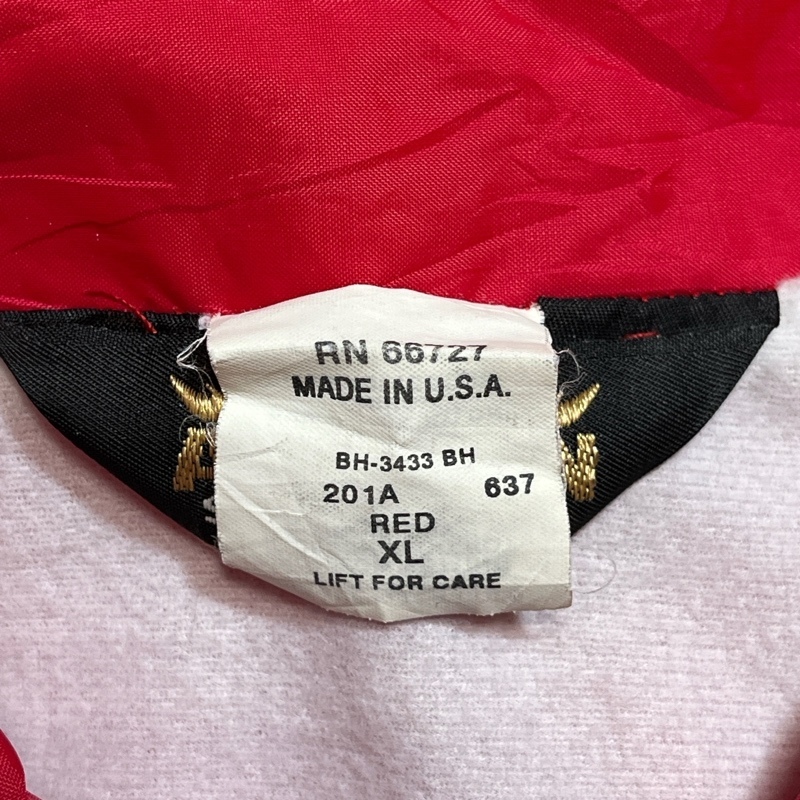 RN 66727
MADE IN U.S.A.
BH-3433 BH
201A 637
RED
XL
LIFT FOR CARE